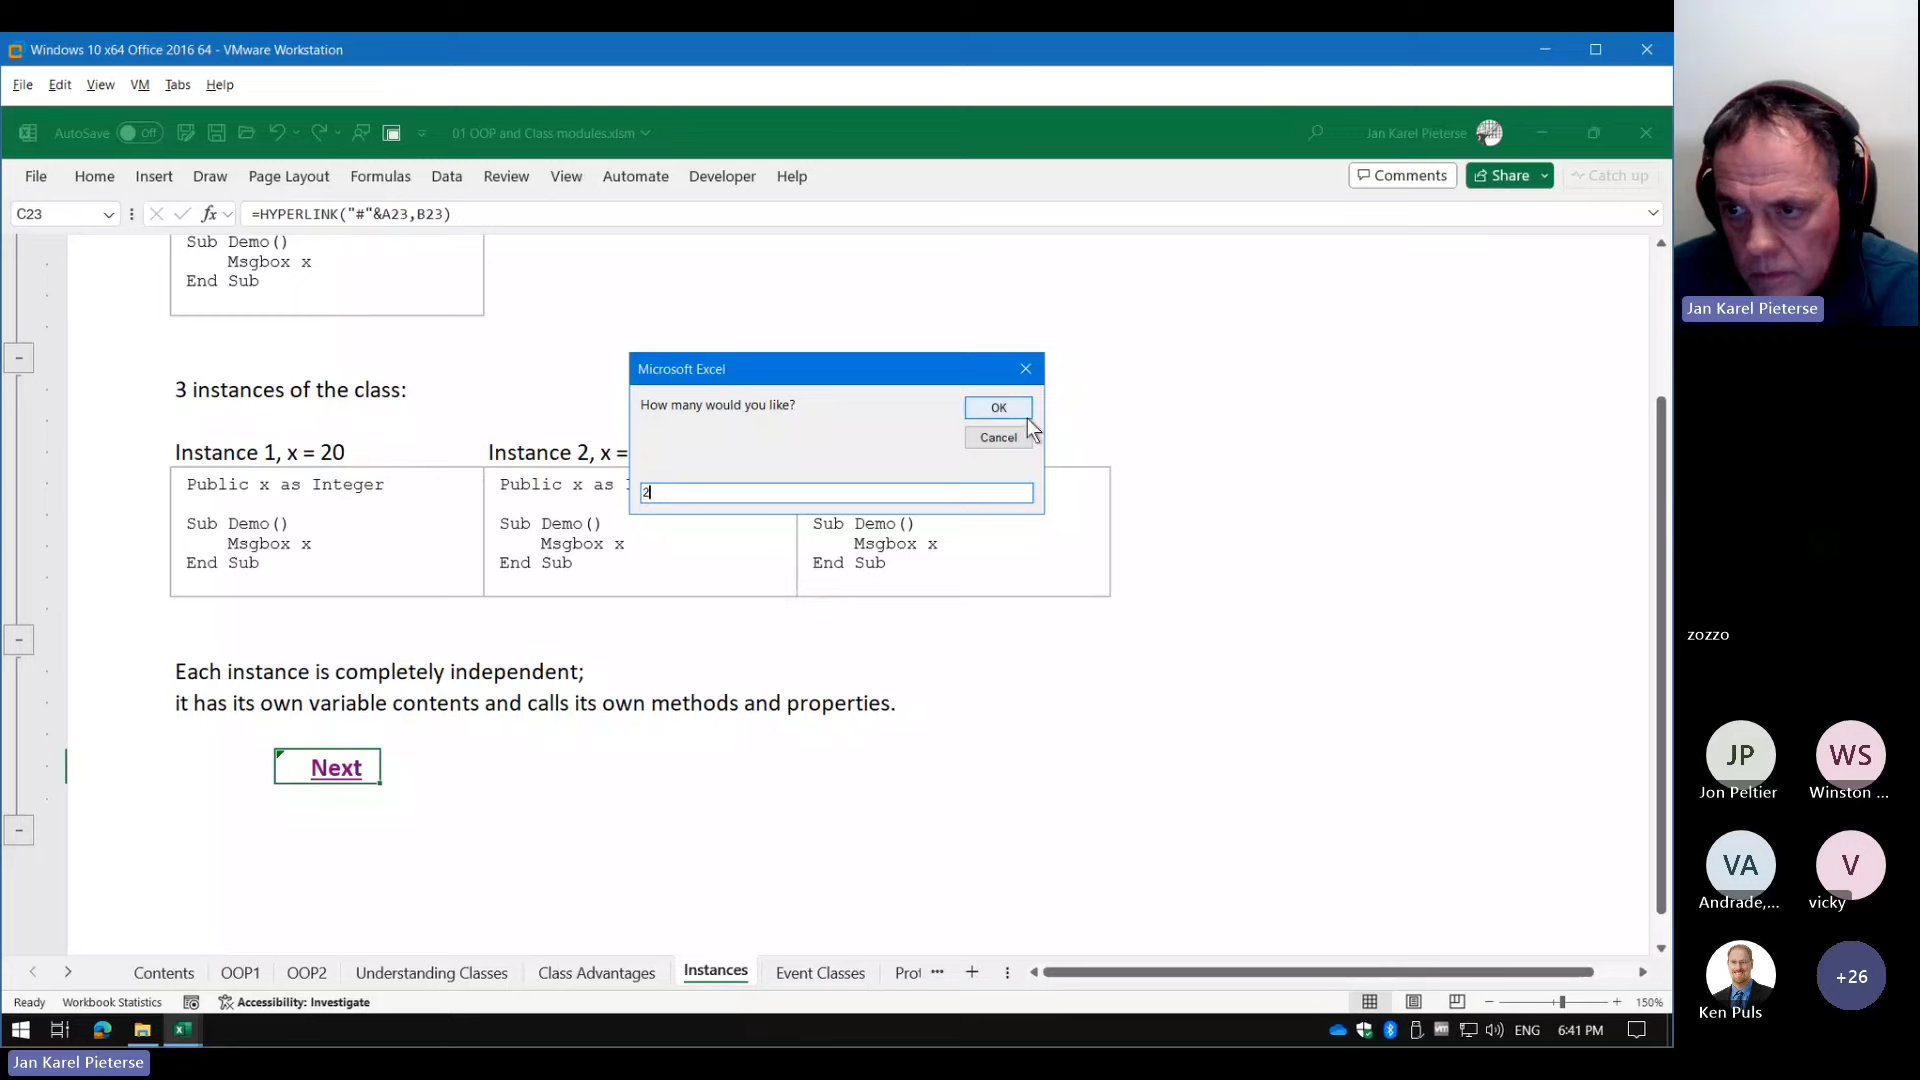 Windows 10 x64 Office 2016 64 - VMware Workstation
File Edit View VM Tabs Help
AutoSave Off 01 OOP and Class modules.xlsm Jan Karel Pieterse
File Home Insert Draw Page Layout Formulas Data Review View Automate Developer Help Comments Share Catch up
C23 fx =HYPERLINK("#"&A23,B23)
Sub Demo()
Msgbox x
End Sub
3 instances of the class:
Microsoft Excel
How many would you like?
OK
Cancel
2
Instance 1, x = 20
Public x as Integer
Sub Demo()
Msgbox x
End Sub
Instance 2, x =
Public x as
Sub Demo()
Msgbox x
End Sub
Sub Demo()
Msgbox x
End Sub
Each instance is completely independent;
it has its own variable contents and calls its own methods and properties.
Next
Contents OOP1 OOP2 Understanding Classes Class Advantages Instances Event Classes Prot
Ready Workbook Statistics Accessibility: Investigate 150%
ENG 6:41 PM
Jan Karel Pieterse
Jan Karel Pieterse
zozzo
JP WS
Jon Peltier Winston ...
VA V
Andrade,... vicky
+26
Ken Puls